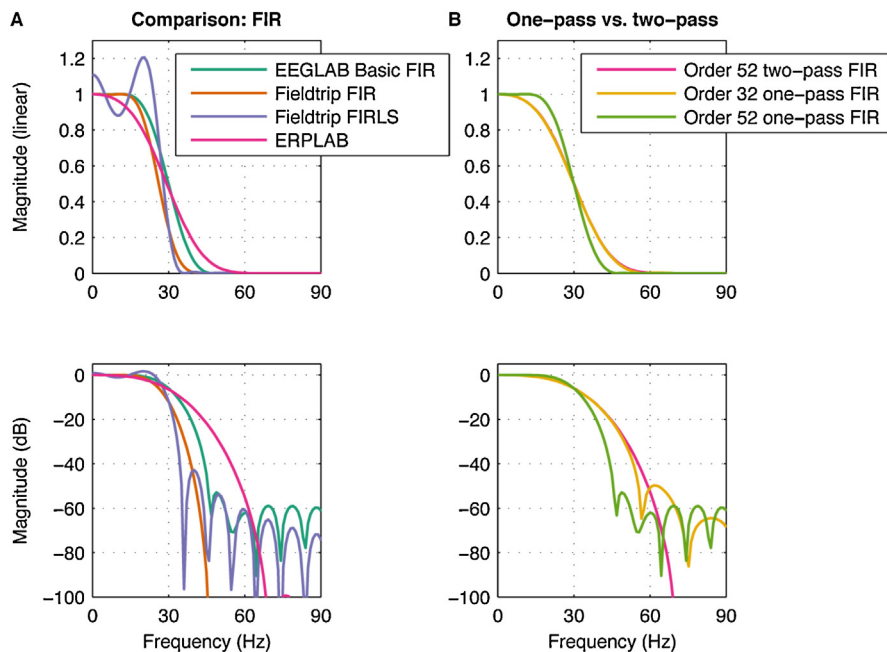 A
Comparison: FIR
B
One-pass vs. two-pass
Magnitude (linear)
1.2
1
0.8
0.6
0.4
0.2
0
0
30
60
90
EEGLAB Basic FIR
Fieldtrip FIR
Fieldtrip FIRLS
ERPLAB
1.2
1
0.8
0.6
0.4
0.2
0
0
30
60
90
Order 52 two-pass FIR
Order 32 one-pass FIR
Order 52 one-pass FIR
Magnitude (dB)
0
−20
−40
−60
−80
−100
0
30
60
90
Frequency (Hz)
0
−20
−40
−60
−80
−100
0
30
60
90
Frequency (Hz)